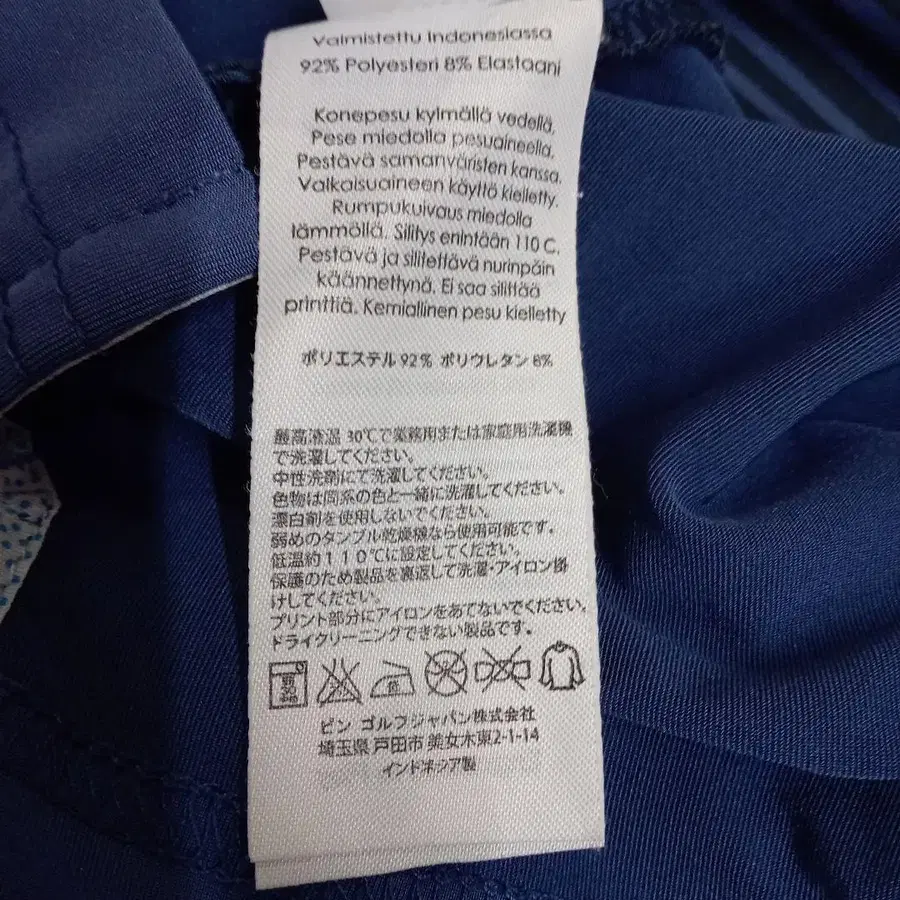 Valmistettu Indonesiassa
92% Polyesteri 8% Elastaani
Konepesu kylmällä vedellä,
Pese miedolla pesuaineella.
Pestävä samanväristen kanssa.
Valkaisuaineen käyttö kielletty.
Rumpukuivaus miedolla
lämmöllä. Silitys enintään 110 C.
Pestävä ja silitettävä nurinpäin
käännettynä. Ei saa silittää
printtiä. Kemiallinen pesu kielletty
ポリエステル 92% ポリウレタン 8%
最高液温 30℃で業務用または家庭用洗濯機
で洗濯してください。
中性洗剤にて洗濯してください。
色物は同系の色と一緒に洗濯してください。
漂白剤を使用しないでください。
弱めのタンブル乾燥機なら使用可能です。
低温約110℃に設定してください。
保護のため製品を裏返して洗濯・アイロン掛
けしてください。
プリント部分にアイロンをあてないでください。
ドライクリーニングできない製品です。
低
ピン ゴルフジャパン株式会社
埼玉県 戸田市 美女木東2-1-14
インドネシア製